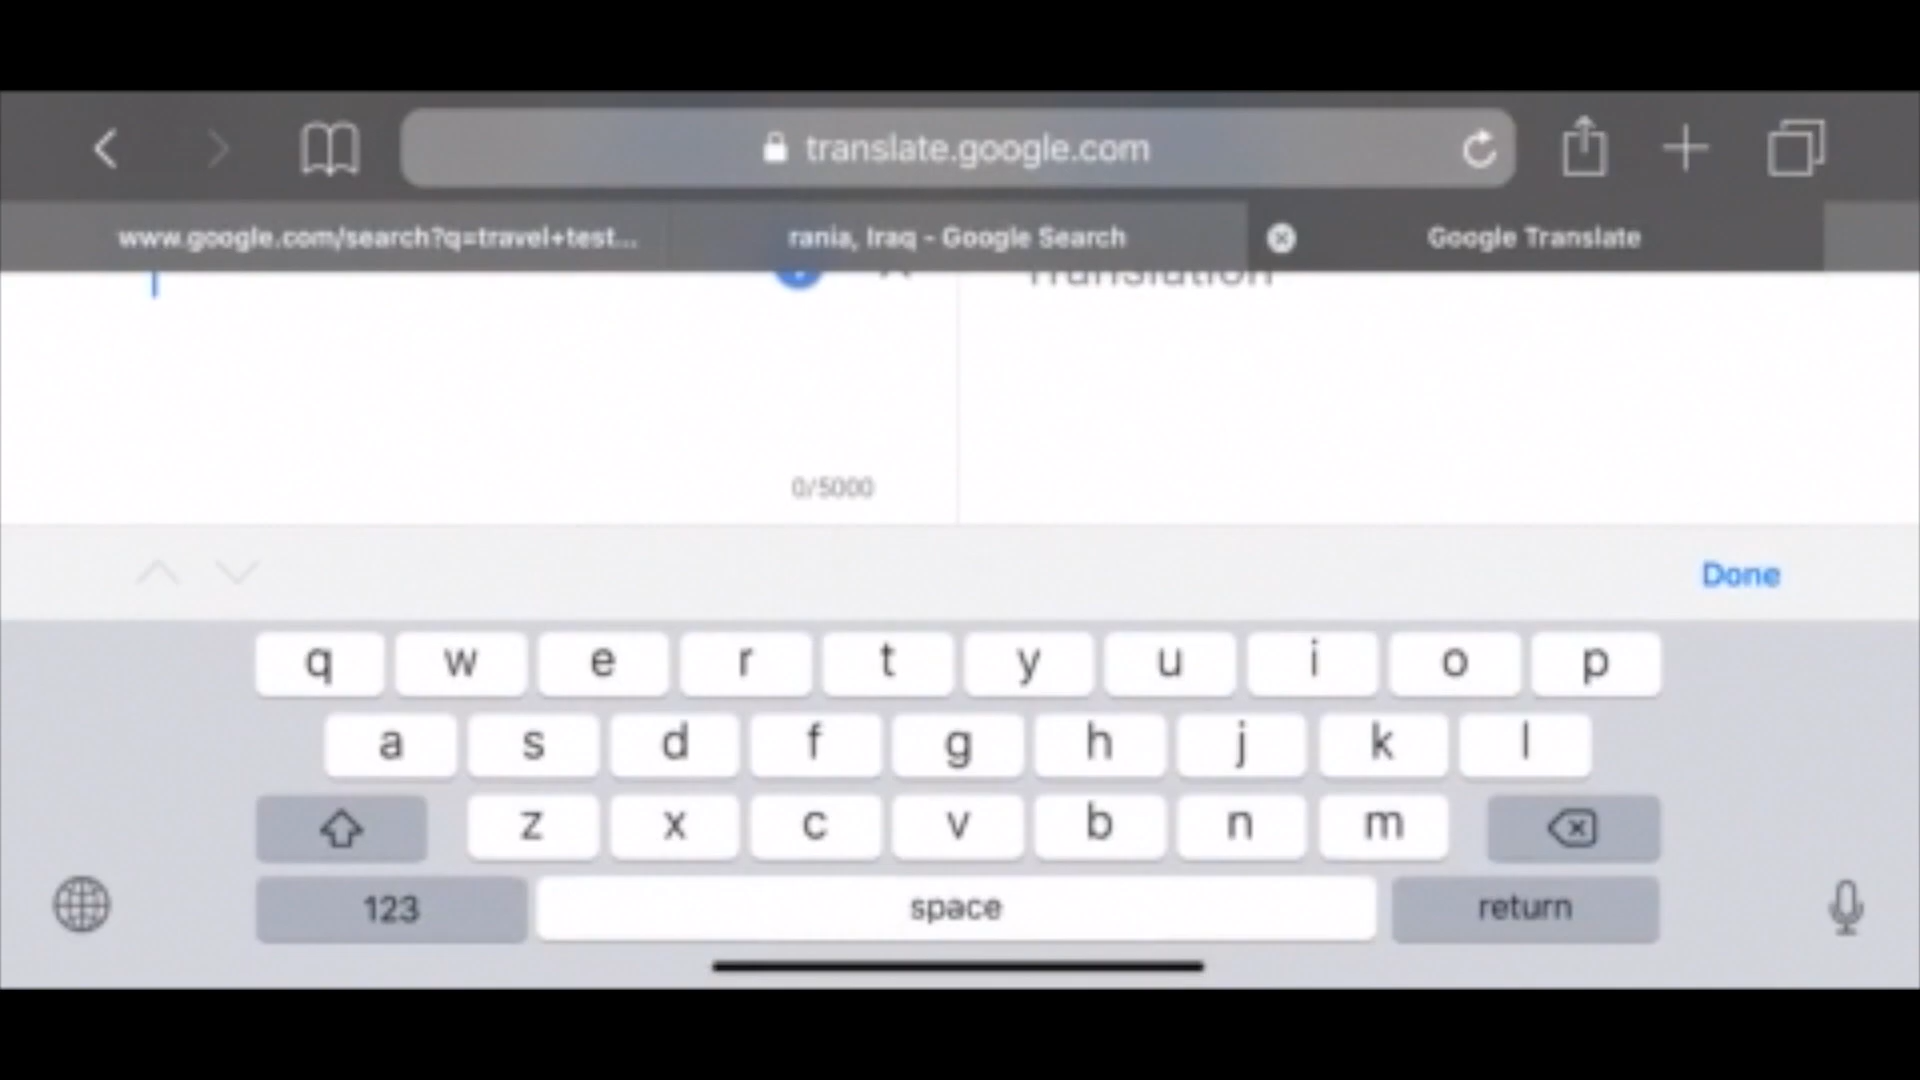 translate.google.com
www.google.com/search?q=travel+test...
rania, Iraq - Google Search
Google Translate
Translation
0/5000
Done
q w e r t y u i o p
a s d f g h j k l
z x c v b n m
123 space return